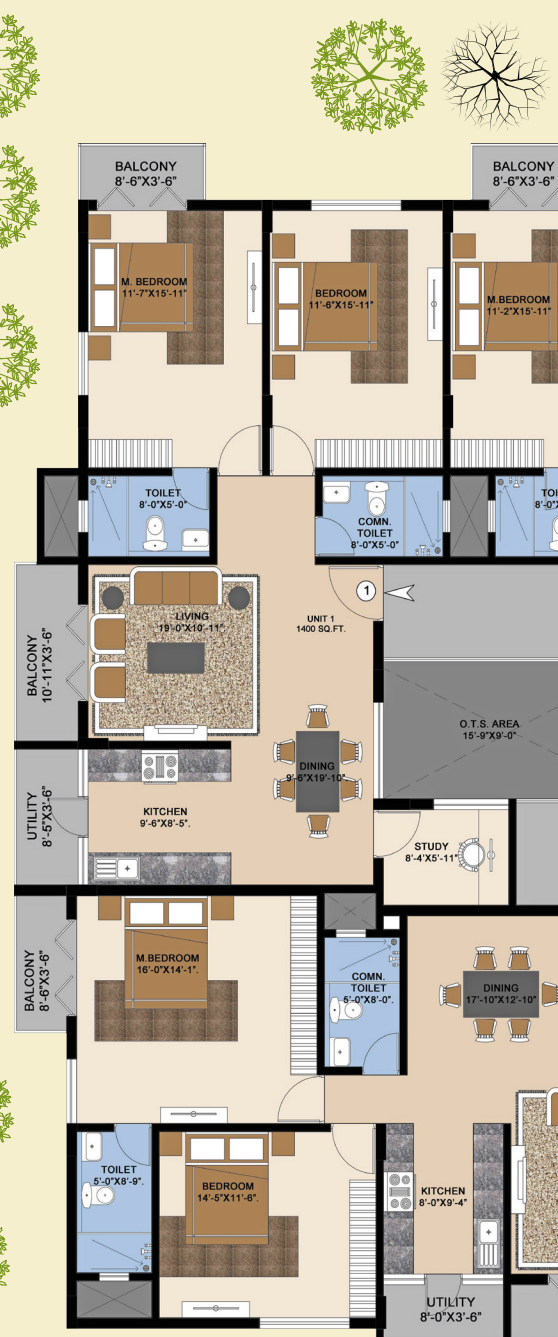 BALCONY
8'-6"X3'-6"
BALCONY
8'-6"X3'-6"
M. BEDROOM
11'-7"X15'-11"
BEDROOM
11'-6"X15'-11"
M.BEDROOM
11'-2"X15'-11"
TOILET
8'-0"X5'-0"
COMN.
TOILET
8'-0"X5'-0"
TOI
8'-0"X
1
UNIT 1
1400 SQ.FT.
LIVING
19'-0"X10'-11"
BALCONY
10'-11"X3'-6"
O.T.S. AREA
15'-9"X9'-0"
DINING
9'-6"X19'-10"
UTILITY
8'-5"X3'-6"
KITCHEN
9'-6"X8'-5".
STUDY
8'-4"X5'-11"
BALCONY
8'-6"X3'-6"
M.BEDROOM
16'-0"X14'-1".
COMN.
TOILET
5'-0"X8'-0".
DINING
17'-10"X12'-10"
TOILET
5'-0"X8'-9".
BEDROOM
14'-5"X11'-6".
KITCHEN
8'-0"X9'-4"
UTILITY
8'-0"X3'-6"